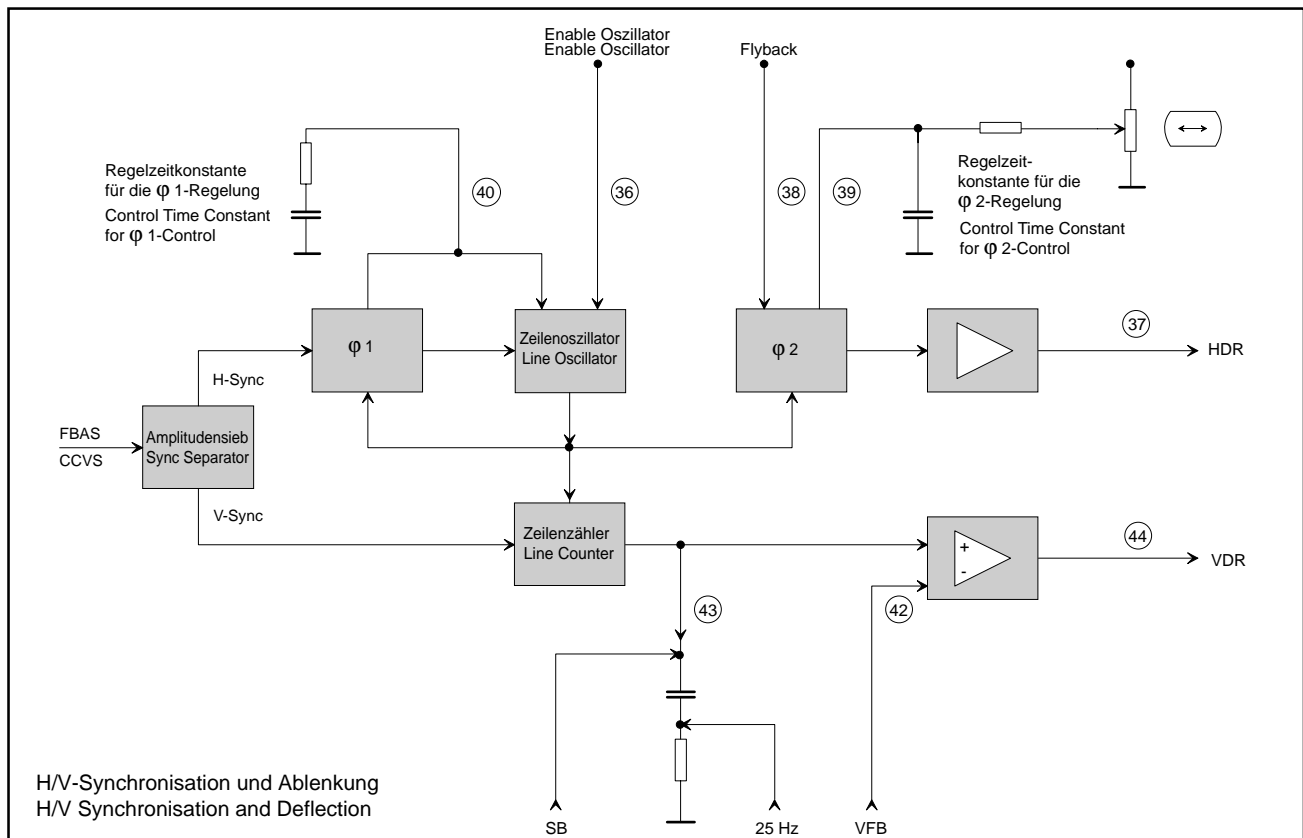 Enable Oszillator
Enable Oscillator
Flyback
Regelzeitkonstante
für die φ 1-Regelung
Control Time Constant
for φ 1-Control
40
36
38
39
Regelzeit-
konstante für die
φ 2-Regelung
Control Time Constant
for φ 2-Control
φ 1
Zeilenoszillator
Line Oscillator
φ 2
37
HDR
H-Sync
FBAS
CCVS
Amplitudensieb
Sync Separator
V-Sync
Zeilenzähler
Line Counter
+
-
44
VDR
43
42
H/V-Synchronisation und Ablenkung
H/V Synchronisation and Deflection
SB
25 Hz
VFB